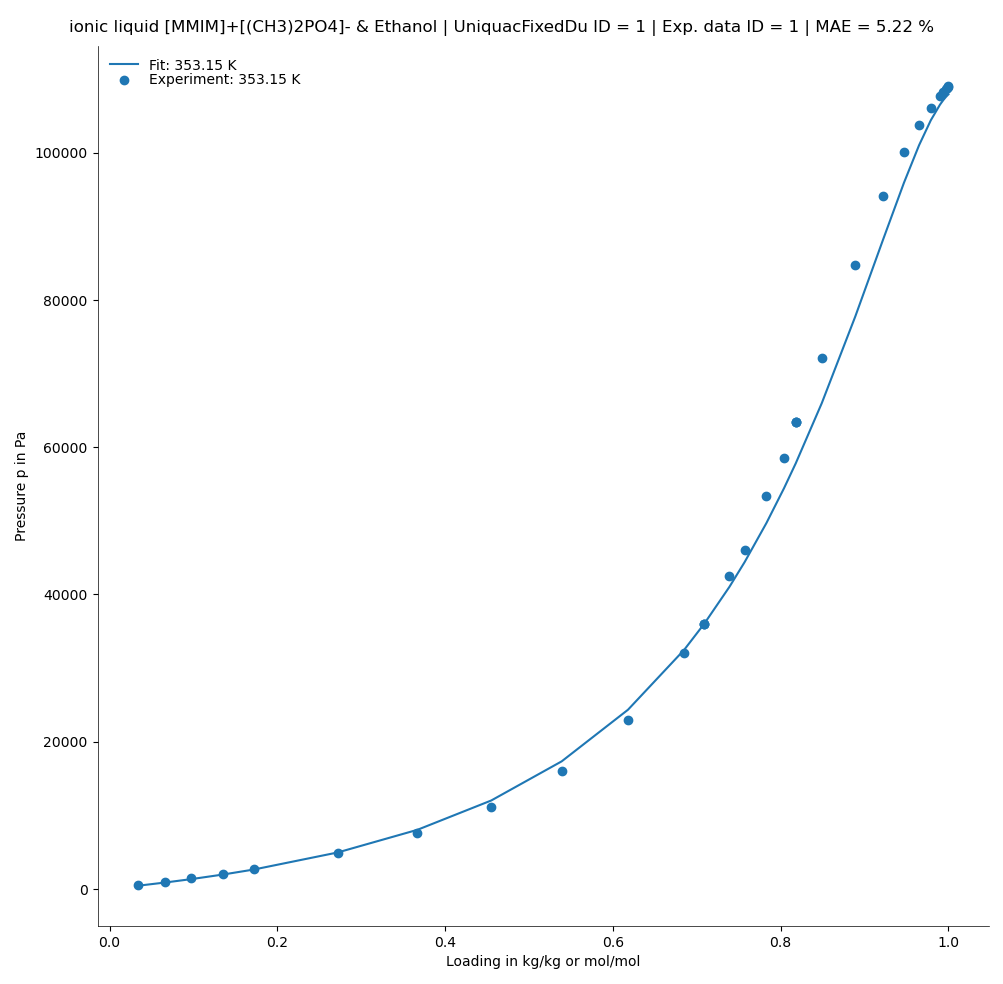 ionic liquid [MMIM]+[(CH3)2PO4]- & Ethanol | UniquacFixedDu ID = 1 | Exp. data ID = 1 | MAE = 5.22 %
Fit: 353.15 K
Experiment: 353.15 K
100000
80000
60000
40000
20000
0
Pressure p in Pa
0.0 0.2 0.4 0.6 0.8 1.0
Loading in kg/kg or mol/mol